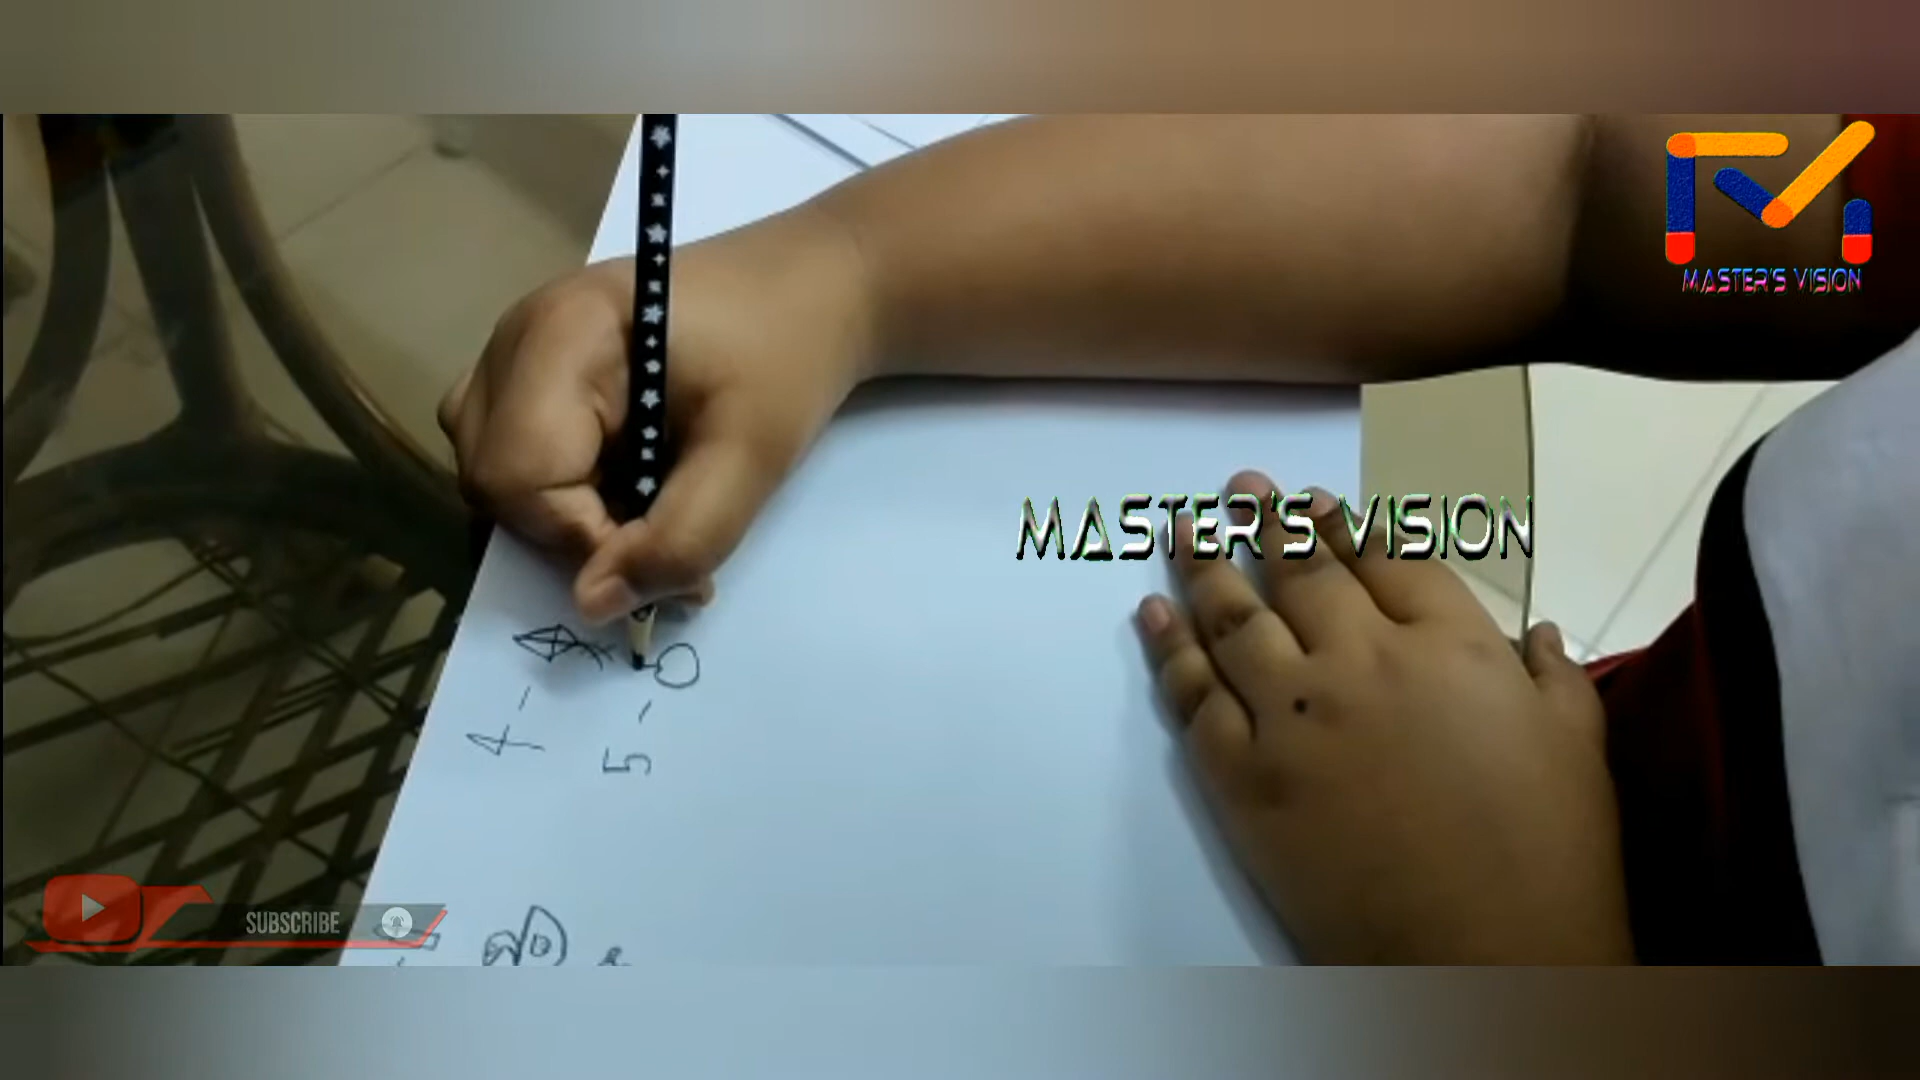 MASTER'S VISION
MASTER'S VISION
4 -
5 -
SUBSCRIBE